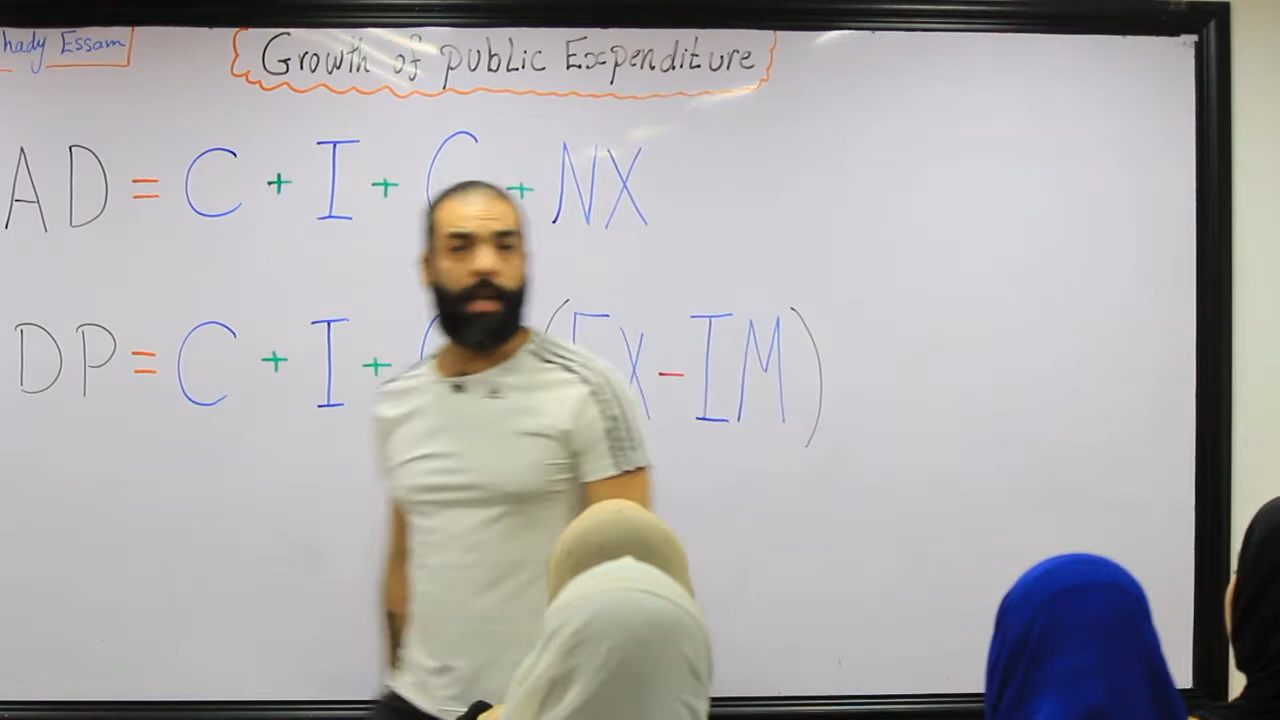 hady Essam
Growth of public Expenditure
AD = C + I + G + NX
DP = C + I + (EX - IM)